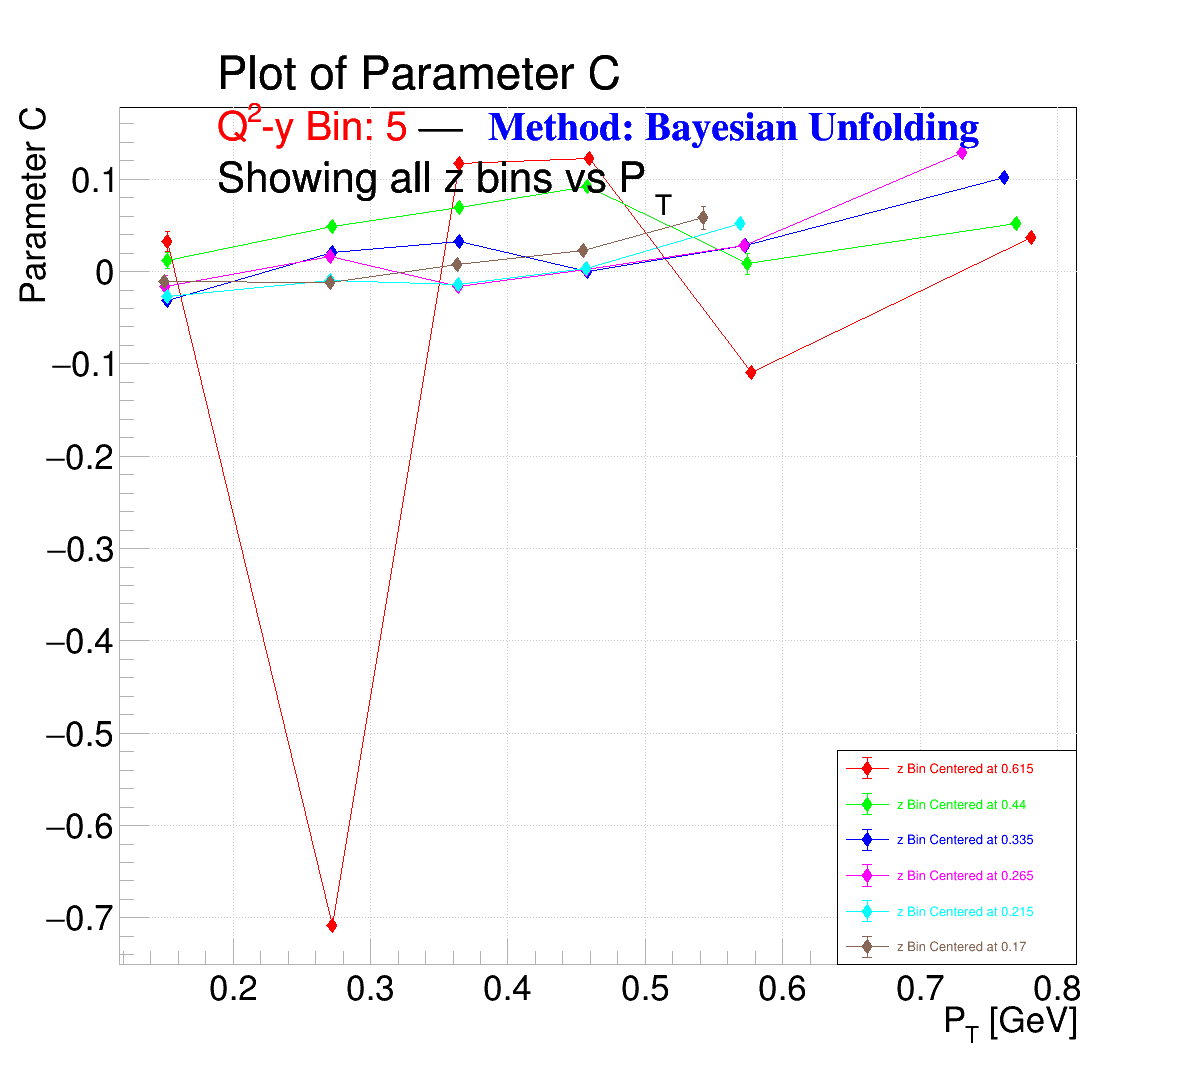 Plot of Parameter C
Q²-y Bin: 5 — Method: Bayesian Unfolding
Showing all z bins vs P_T
Parameter C
0.1
0
−0.1
−0.2
−0.3
−0.4
−0.5
−0.6
−0.7
z Bin Centered at 0.615
z Bin Centered at 0.44
z Bin Centered at 0.335
z Bin Centered at 0.265
z Bin Centered at 0.215
z Bin Centered at 0.17
0.2 0.3 0.4 0.5 0.6 0.7 0.8
P_T [GeV]